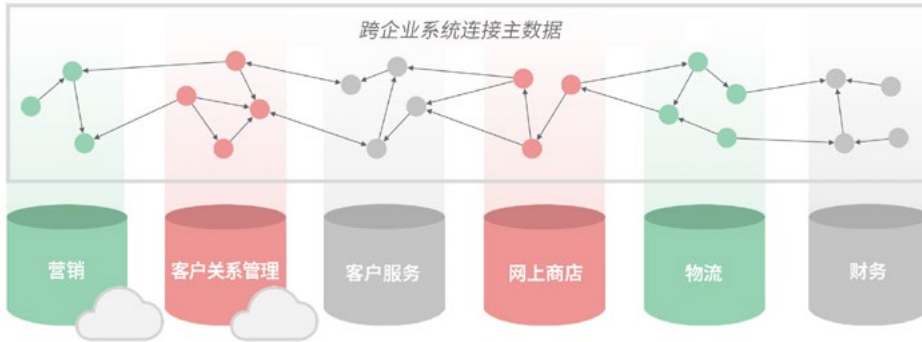 跨企业系统连接主数据
营销
客户关系管理
客户服务
网上商店
物流
财务